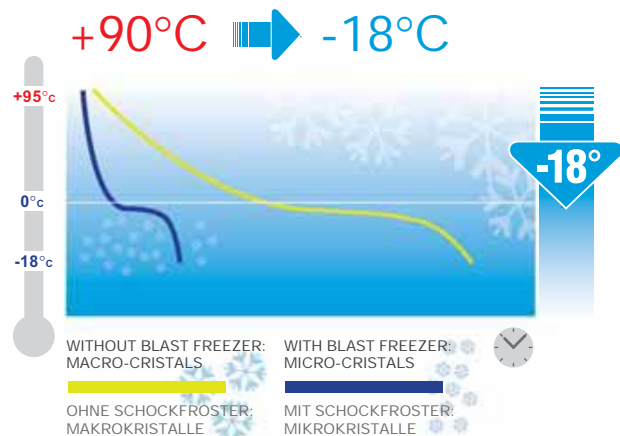 +90°C -18°C
+95°c
0°c
-18°c
-18°
WITHOUT BLAST FREEZER:
MACRO-CRISTALS
OHNE SCHOCKFROSTER:
MAKROKRISTALLE
WITH BLAST FREEZER:
MICRO-CRISTALS
MIT SCHOCKFROSTER:
MIKROKRISTALLE